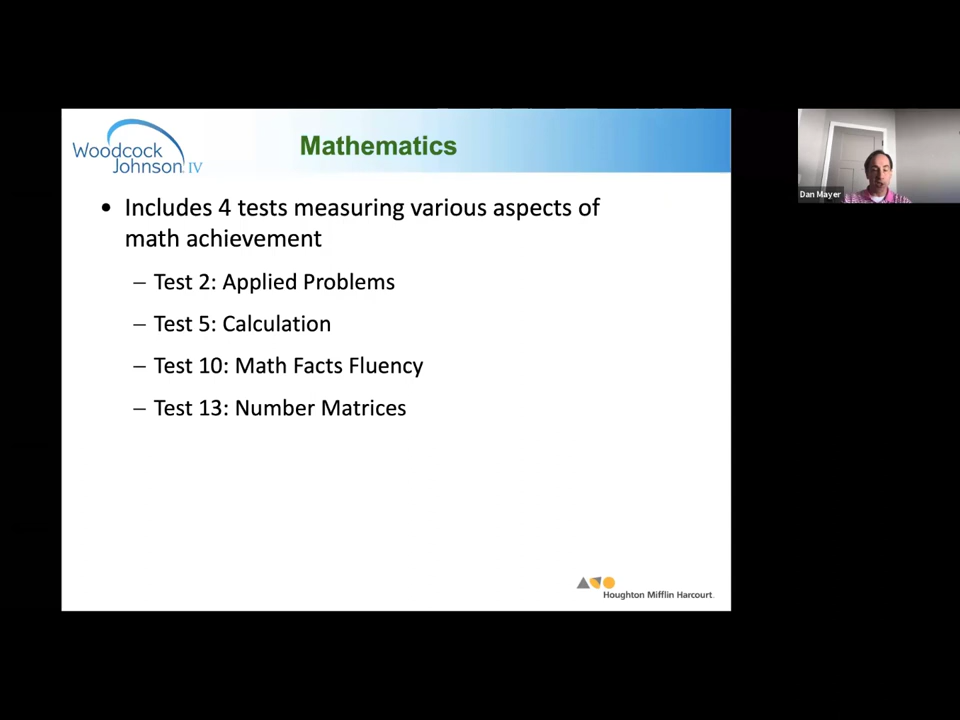 Woodcock
Johnson IV
Mathematics
• Includes 4 tests measuring various aspects of
math achievement
– Test 2: Applied Problems
– Test 5: Calculation
– Test 10: Math Facts Fluency
– Test 13: Number Matrices
Houghton Mifflin Harcourt
Dan Mayer